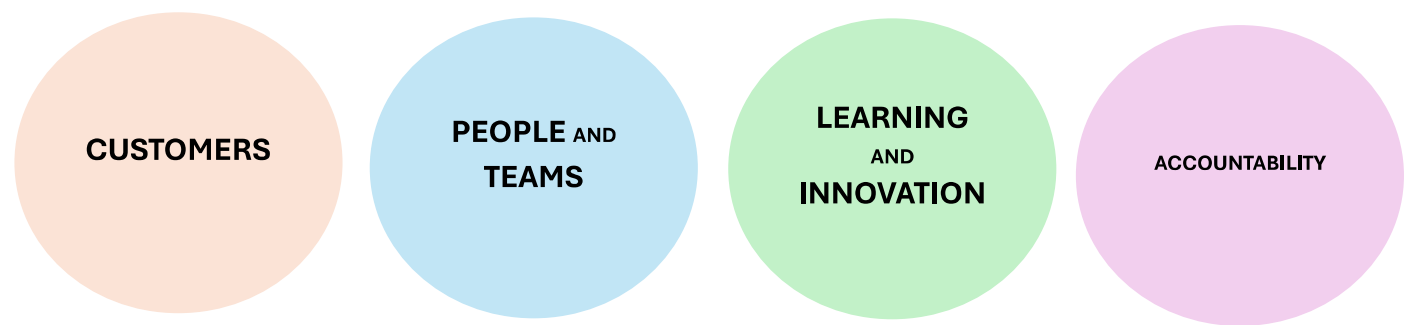 CUSTOMERS
PEOPLE AND
TEAMS
LEARNING
AND
INNOVATION
ACCOUNTABILITY